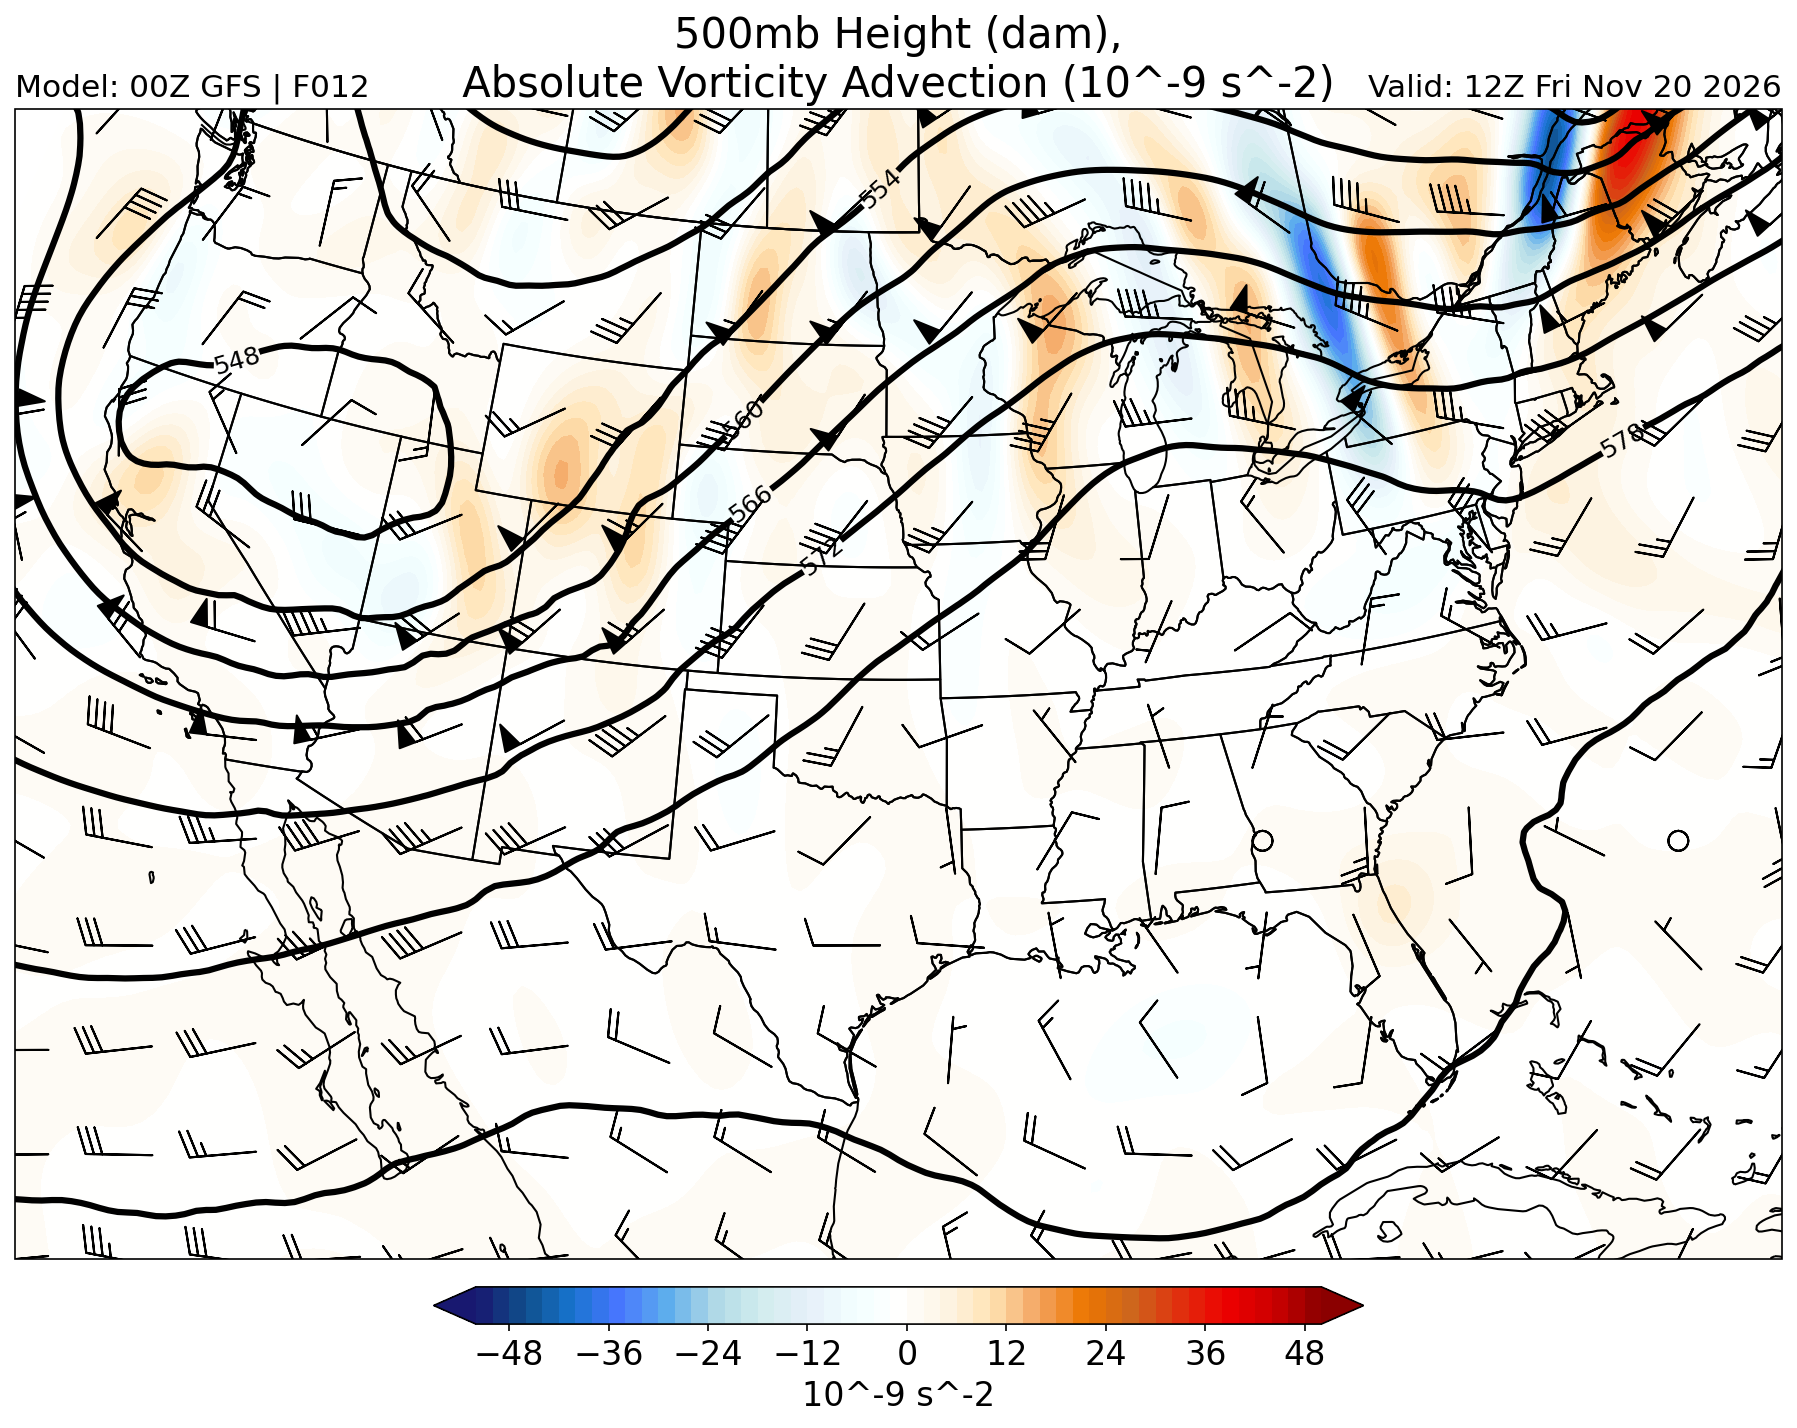 500mb Height (dam),
Model: 00Z GFS | F012
Absolute Vorticity Advection (10^-9 s^-2)
Valid: 12Z Fri Nov 20 2026
554
548
560
578
566
572
−48 −36 −24 −12 0 12 24 36 48
10^-9 s^-2